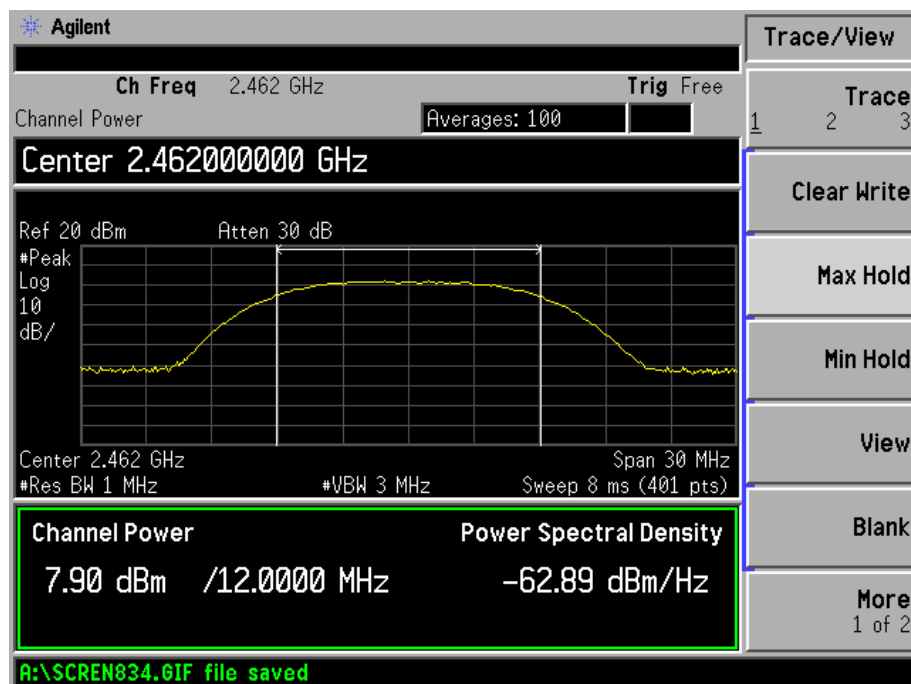 Agilent
Trace/View
Ch Freq 2.462 GHz Trig Free
Channel Power Averages: 100
Trace
1 2 3
Center 2.462000000 GHz
Clear Write
Ref 20 dBm Atten 30 dB
#Peak
Log
10
dB/
Max Hold
Min Hold
View
Center 2.462 GHz Span 30 MHz
#Res BW 1 MHz #VBW 3 MHz Sweep 8 ms (401 pts)
Channel Power Power Spectral Density
7.90 dBm /12.0000 MHz -62.89 dBm/Hz
Blank
More
1 of 2
A:\SCREN834.GIF file saved